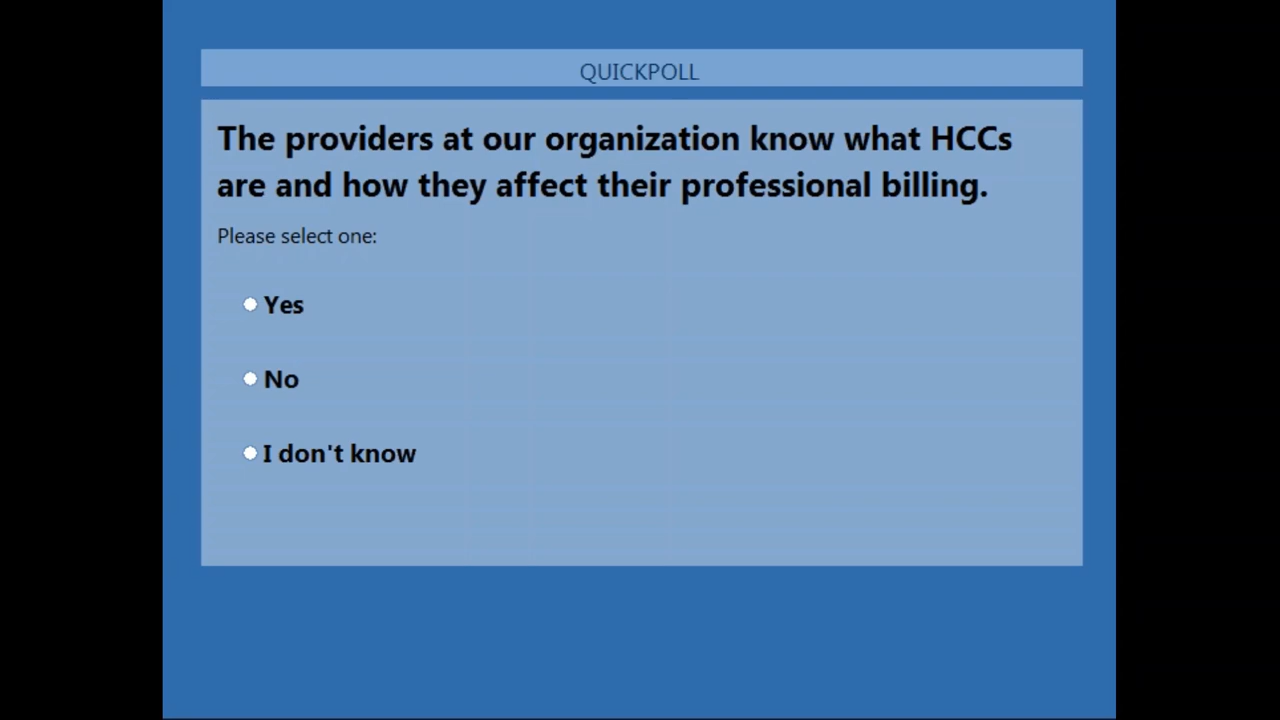 QUICKPOLL
The providers at our organization know what HCCs
are and how they affect their professional billing.
Please select one:
Yes
No
I don't know